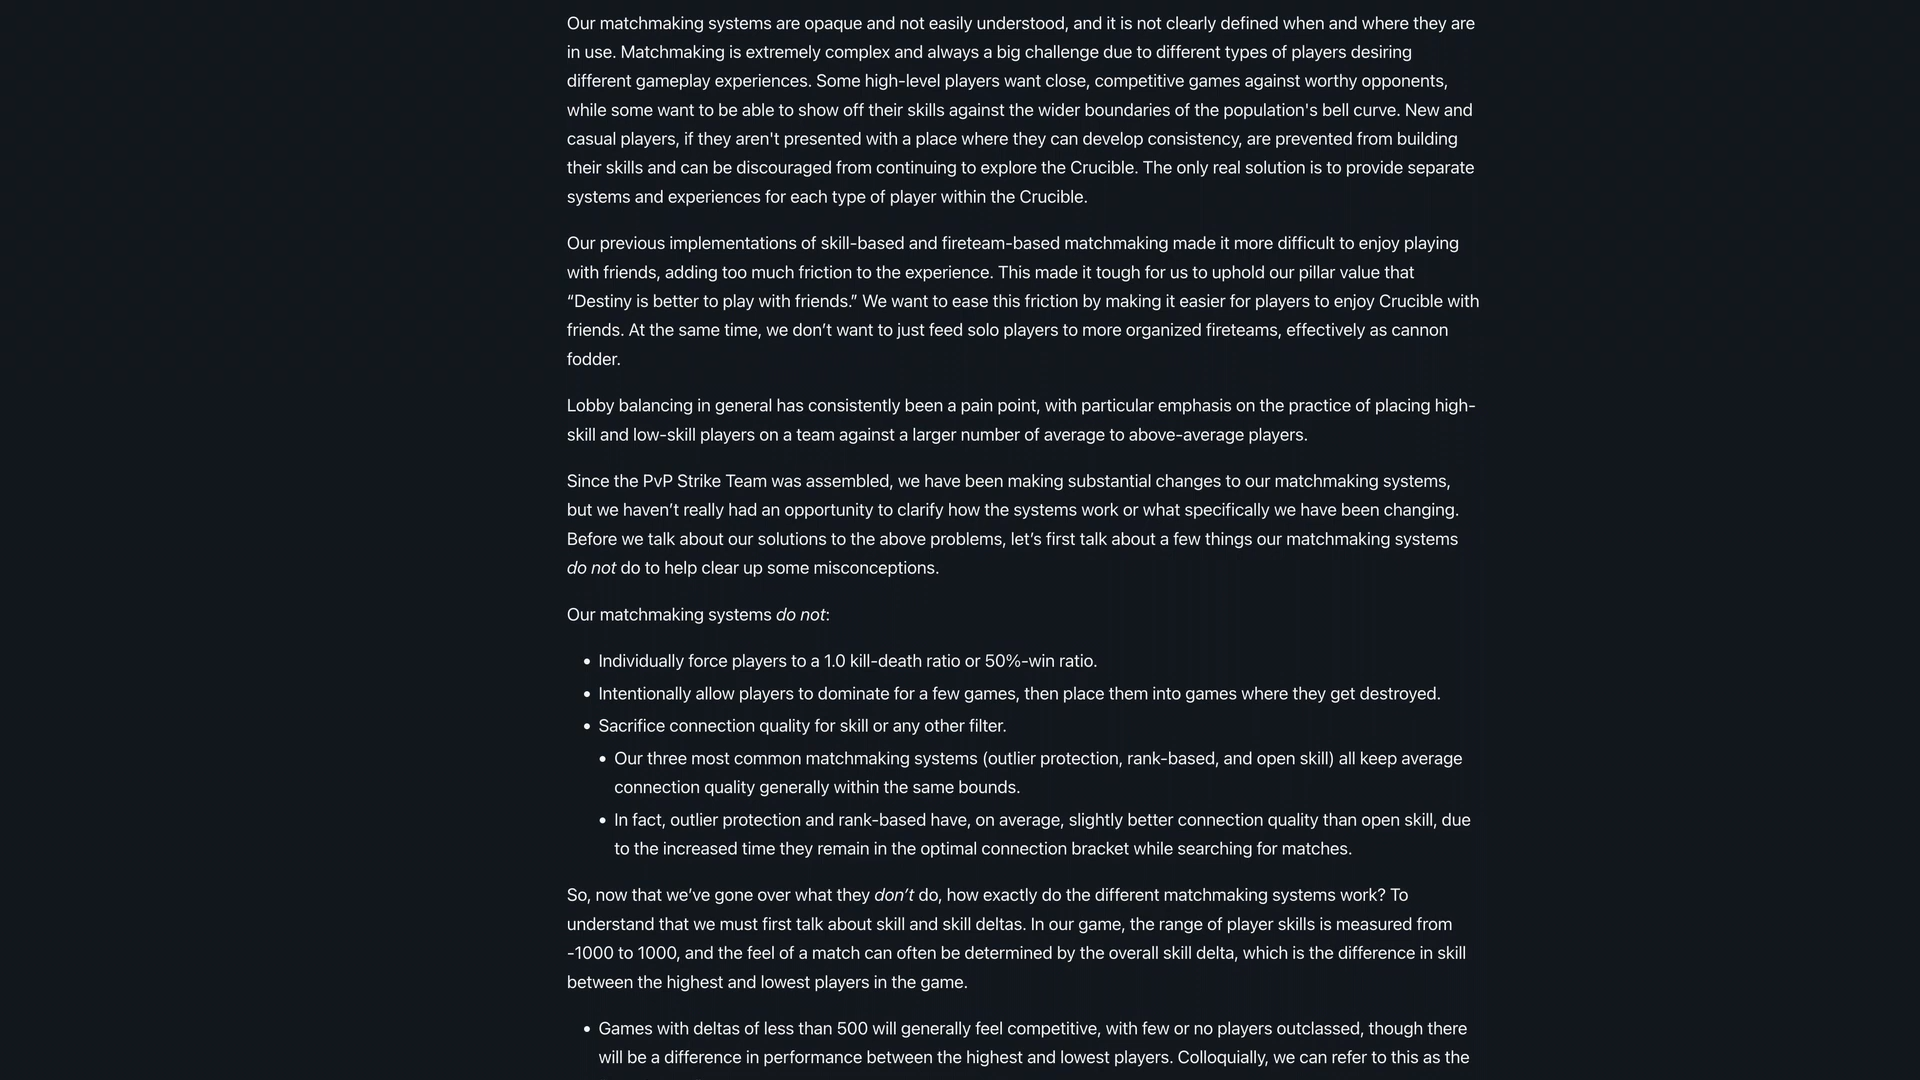 Our matchmaking systems are opaque and not easily understood, and it is not clearly defined when and where they are
in use. Matchmaking is extremely complex and always a big challenge due to different types of players desiring
different gameplay experiences. Some high-level players want close, competitive games against worthy opponents,
while some want to be able to show off their skills against the wider boundaries of the population's bell curve. New and
casual players, if they aren't presented with a place where they can develop consistency, are prevented from building
their skills and can be discouraged from continuing to explore the Crucible. The only real solution is to provide separate
systems and experiences for each type of player within the Crucible.
Our previous implementations of skill-based and fireteam-based matchmaking made it more difficult to enjoy playing
with friends, adding too much friction to the experience. This made it tough for us to uphold our pillar value that
“Destiny is better to play with friends.” We want to ease this friction by making it easier for players to enjoy Crucible with
friends. At the same time, we don’t want to just feed solo players to more organized fireteams, effectively as cannon
fodder.
Lobby balancing in general has consistently been a pain point, with particular emphasis on the practice of placing high-
skill and low-skill players on a team against a larger number of average to above-average players.
Since the PvP Strike Team was assembled, we have been making substantial changes to our matchmaking systems,
but we haven’t really had an opportunity to clarify how the systems work or what specifically we have been changing.
Before we talk about our solutions to the above problems, let’s first talk about a few things our matchmaking systems
do not do to help clear up some misconceptions.
Our matchmaking systems do not:
• Individually force players to a 1.0 kill-death ratio or 50%-win ratio.
• Intentionally allow players to dominate for a few games, then place them into games where they get destroyed.
• Sacrifice connection quality for skill or any other filter.
• Our three most common matchmaking systems (outlier protection, rank-based, and open skill) all keep average
connection quality generally within the same bounds.
• In fact, outlier protection and rank-based have, on average, slightly better connection quality than open skill, due
to the increased time they remain in the optimal connection bracket while searching for matches.
So, now that we’ve gone over what they don’t do, how exactly do the different matchmaking systems work? To
understand that we must first talk about skill and skill deltas. In our game, the range of player skills is measured from
-1000 to 1000, and the feel of a match can often be determined by the overall skill delta, which is the difference in skill
between the highest and lowest players in the game.
• Games with deltas of less than 500 will generally feel competitive, with few or no players outclassed, though there
will be a difference in performance between the highest and lowest players. Colloquially, we can refer to this as the